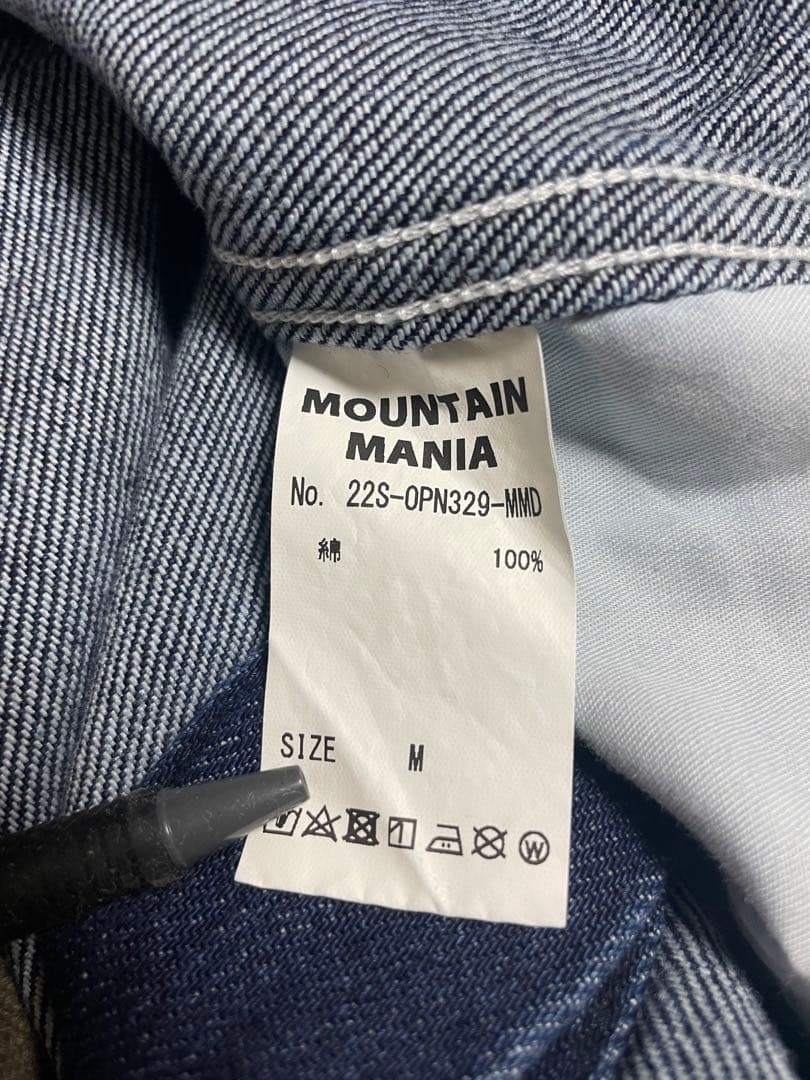 MOUNTAIN
MANIA
No. 22S-OPN329-MMD
綿 100%
SIZE M
W